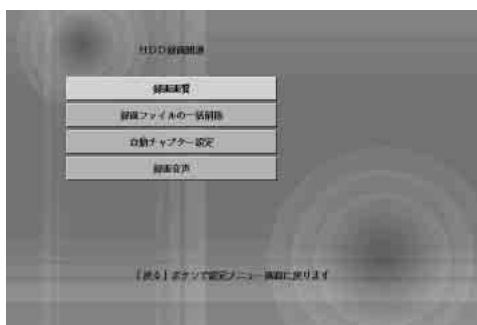 HDD録画関連
録画画質
録画ファイルの一括削除
自動チャプター設定
録画音声
「戻る」ボタンで設定メニュー画面に戻ります